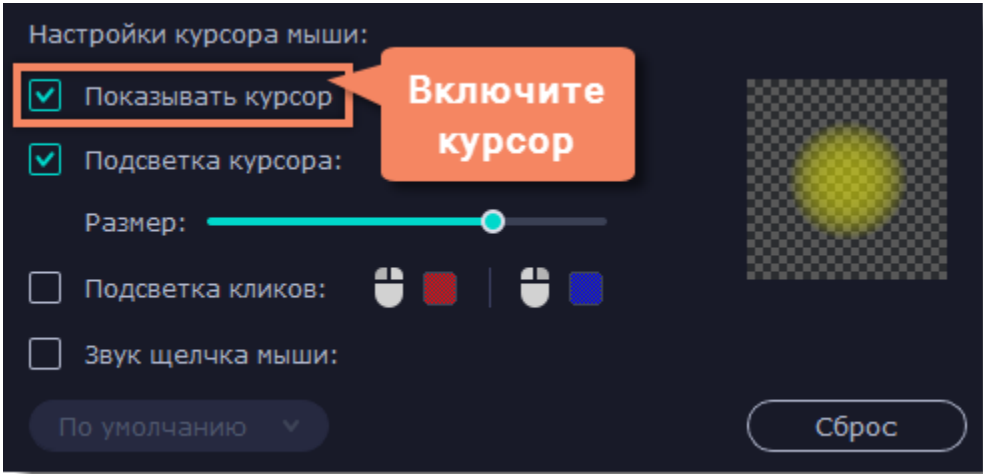 Настройки курсора мыши:
Показывать курсор
Включите
курсор
Подсветка курсора:
Размер:
Подсветка кликов:
Звук щелчка мыши:
По умолчанию
Сброс